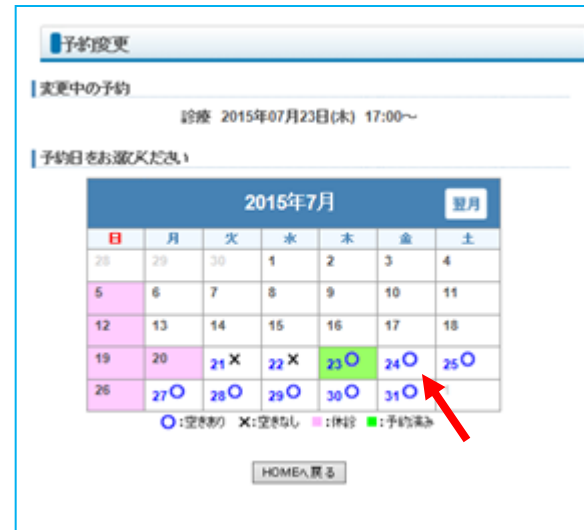 予約変更
変更中の予約
診療 2015年07月23日(木) 17:00～
予約日をお選びください
2015年7月 翌月
日 月 火 水 木 金 土
28 29 30 1 2 3 4
5 6 7 8 9 10 11
12 13 14 15 16 17 18
19 20 21× 22× 23○ 24○ 25○
26 27○ 28○ 29○ 30○ 31○
○:空きあり ×:空きなし ■:休診 ■:予約済み
HOMEへ戻る